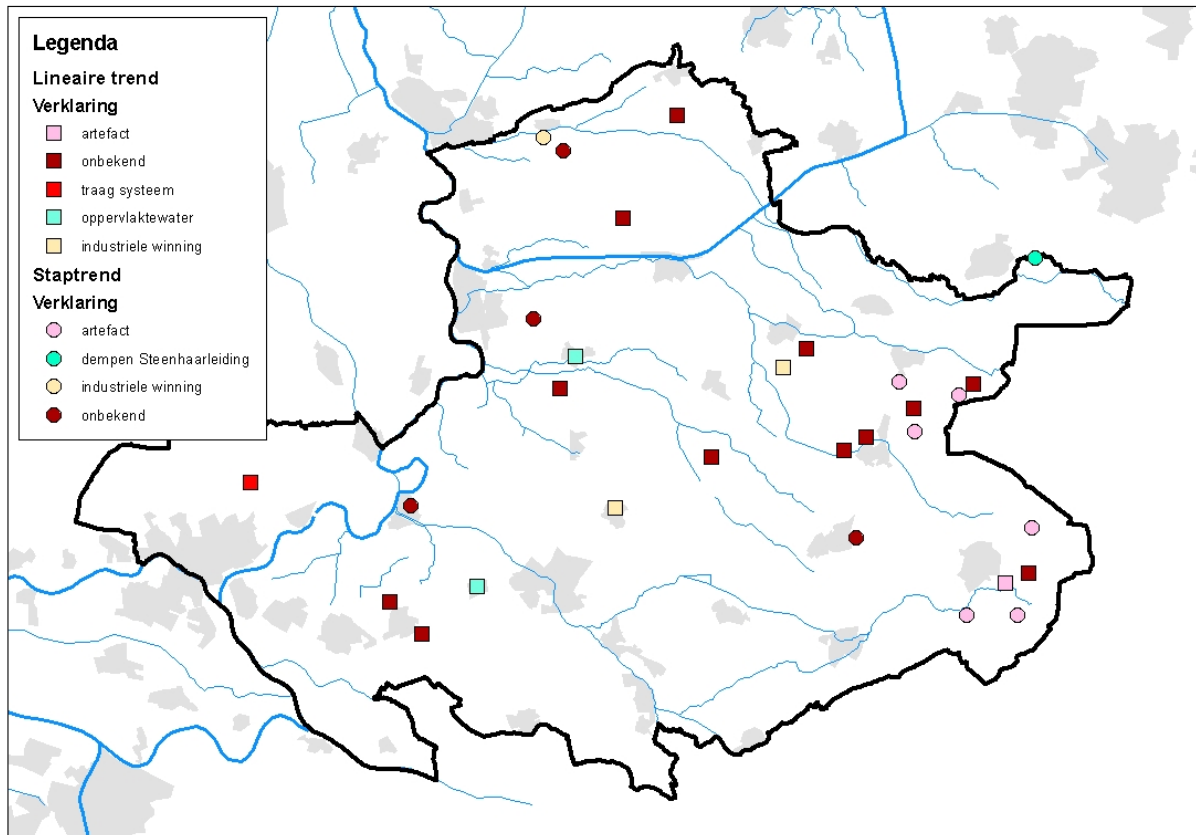 Legenda
Lineaire trend
Verklaring
artefact
onbekend
traag systeem
oppervlaktewater
industriele winning
Staptrend
Verklaring
artefact
dempen Steenhaarleiding
industriele winning
onbekend